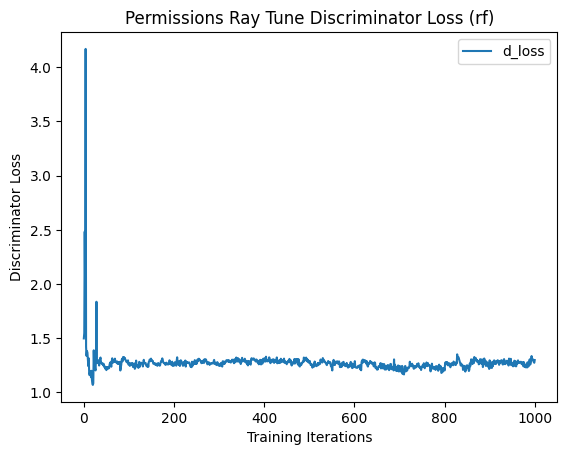 Permissions Ray Tune Discriminator Loss (rf)
d_loss
4.0
3.5
3.0
2.5
2.0
1.5
1.0
Discriminator Loss
0 200 400 600 800 1000
Training Iterations